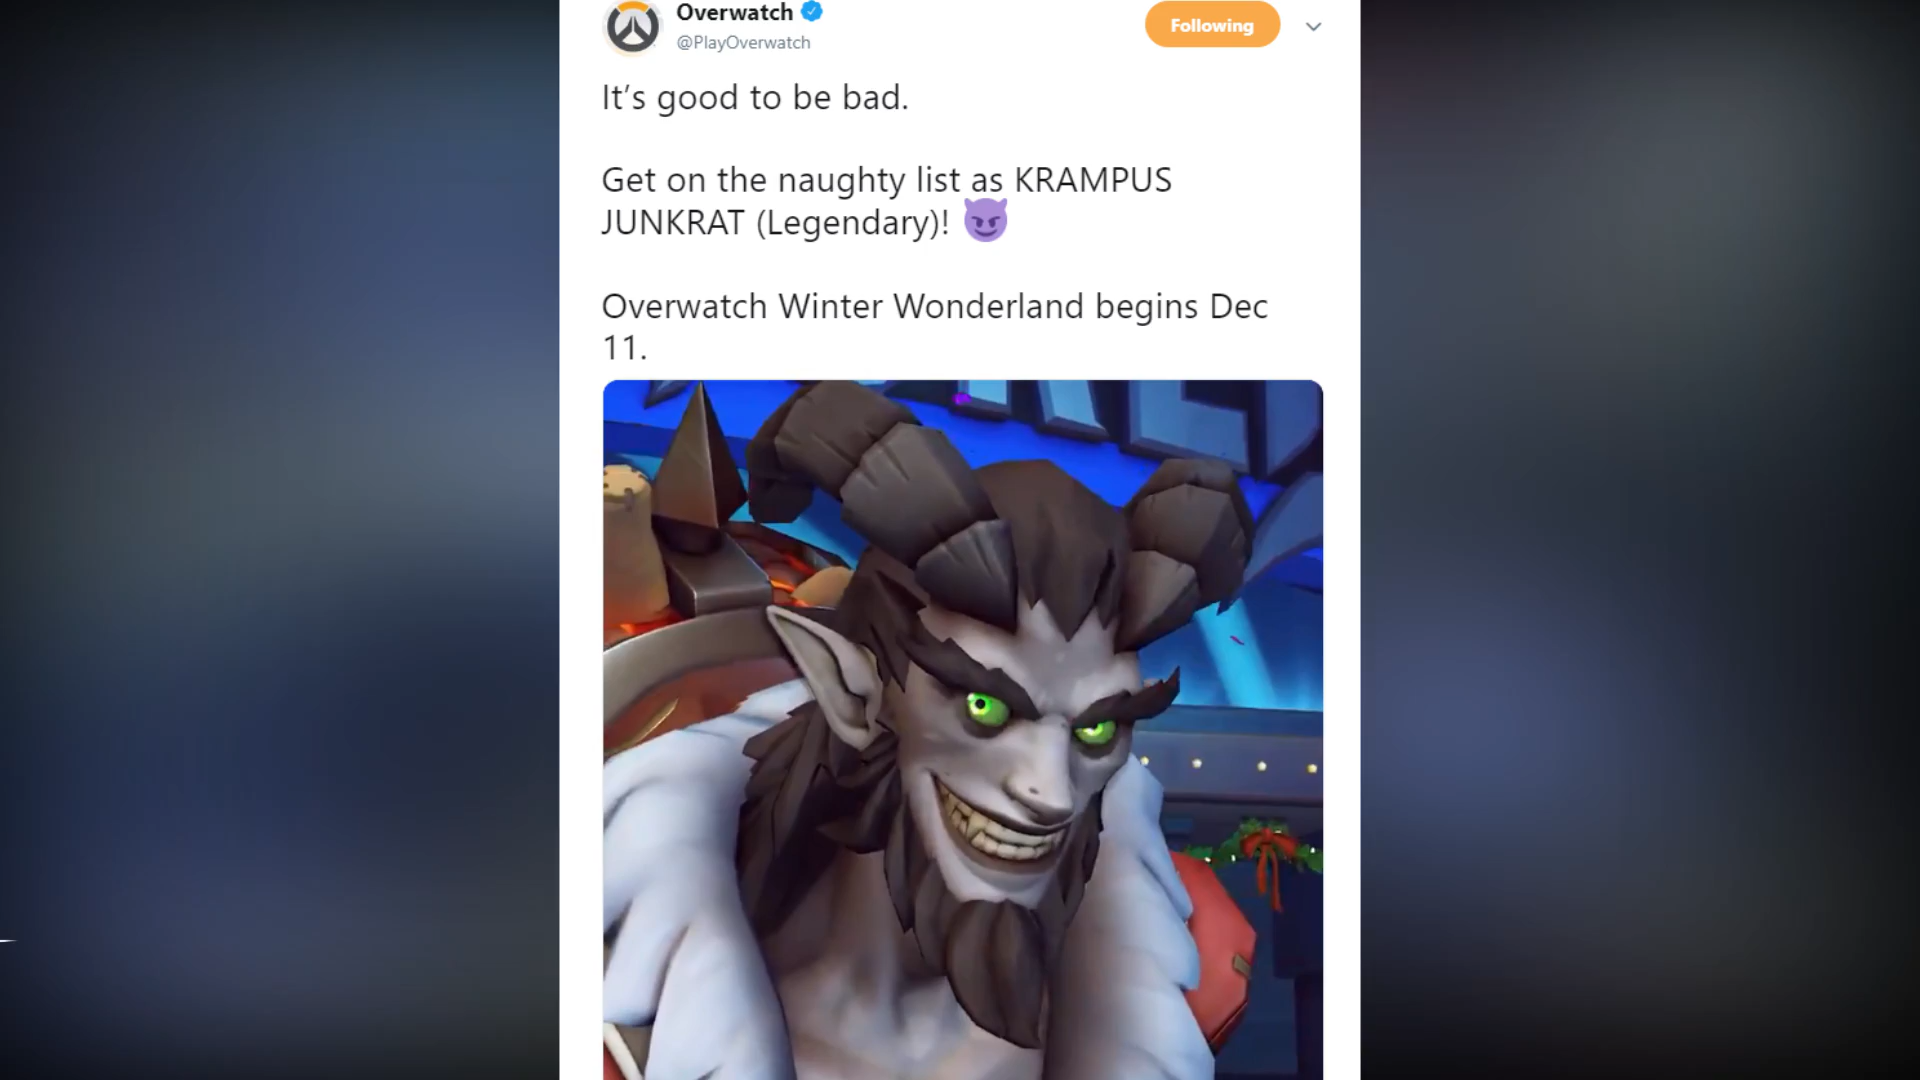 Overwatch
@PlayOverwatch
Following
It’s good to be bad.
Get on the naughty list as KRAMPUS
JUNKRAT (Legendary)! 😈
Overwatch Winter Wonderland begins Dec
11.